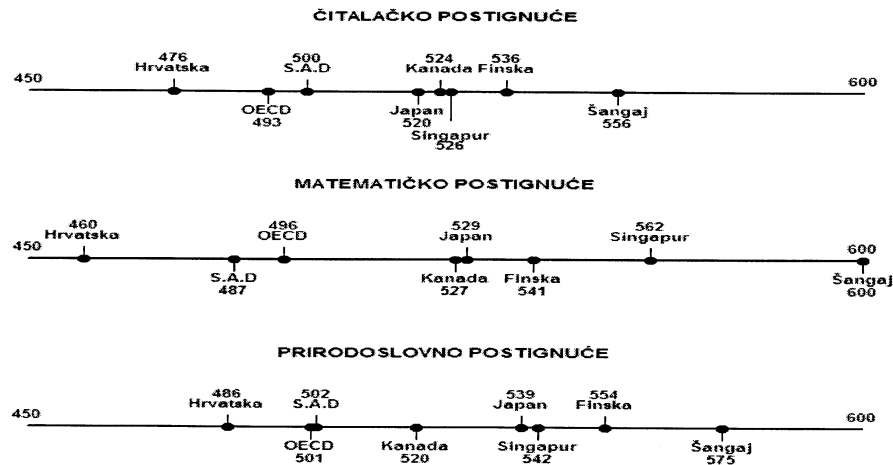 ČITALAČKO POSTIGNUĆE
476 500 524 536
Hrvatska S.A.D Kanada Finska
450 600
OECD Japan Šangaj
493 520 556
Singapur
526
MATEMATIČKO POSTIGNUĆE
460 496 529 562
Hrvatska OECD Japan Singapur
450 600
S.A.D Kanada Finska Šangaj
487 527 541 600
PRIRODOSLOVNO POSTIGNUĆE
486 502 539 554
Hrvatska S.A.D Japan Finska
450 600
OECD Kanada Singapur Šangaj
501 520 542 575